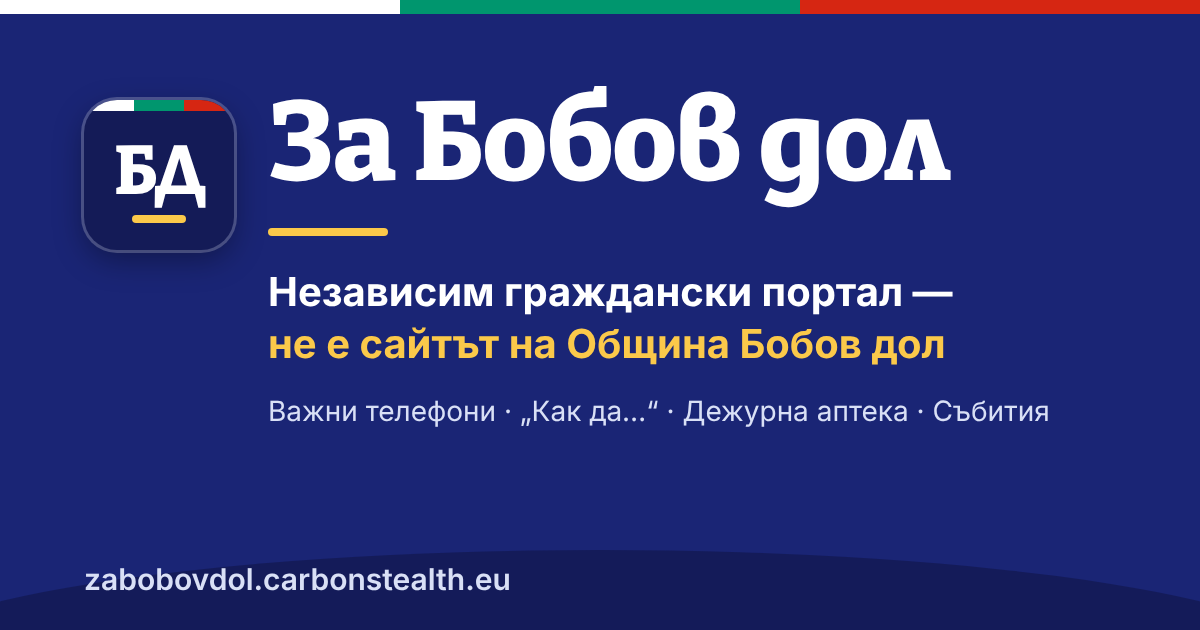 БД
За Бобов дол
Независим граждански портал —
не е сайтът на Община Бобов дол
Важни телефони · „Как да…“ · Дежурна аптека · Събития
zabobovdol.carbonstealth.eu